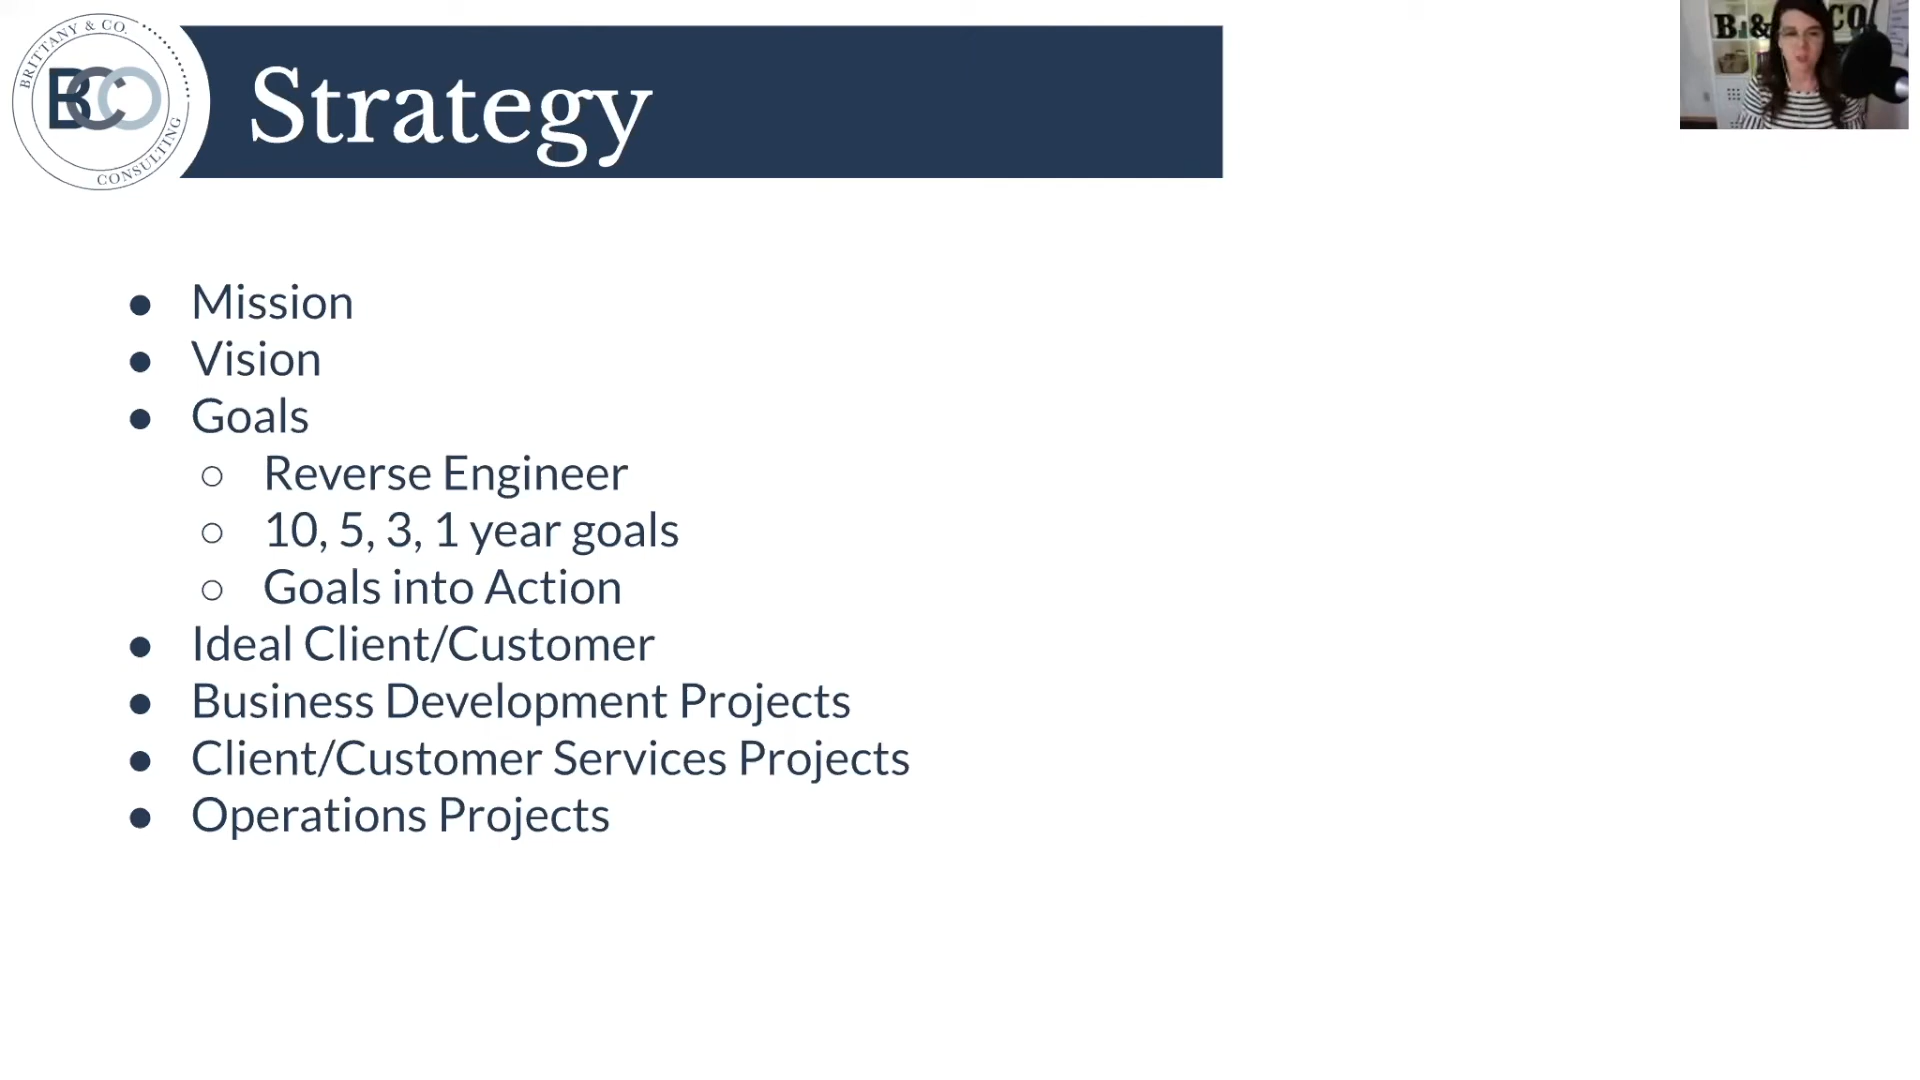 BRITTANY & CO.
BCO
CONSULTING
Strategy
B &CO
● Mission
● Vision
● Goals
○ Reverse Engineer
○ 10, 5, 3, 1 year goals
○ Goals into Action
● Ideal Client/Customer
● Business Development Projects
● Client/Customer Services Projects
● Operations Projects